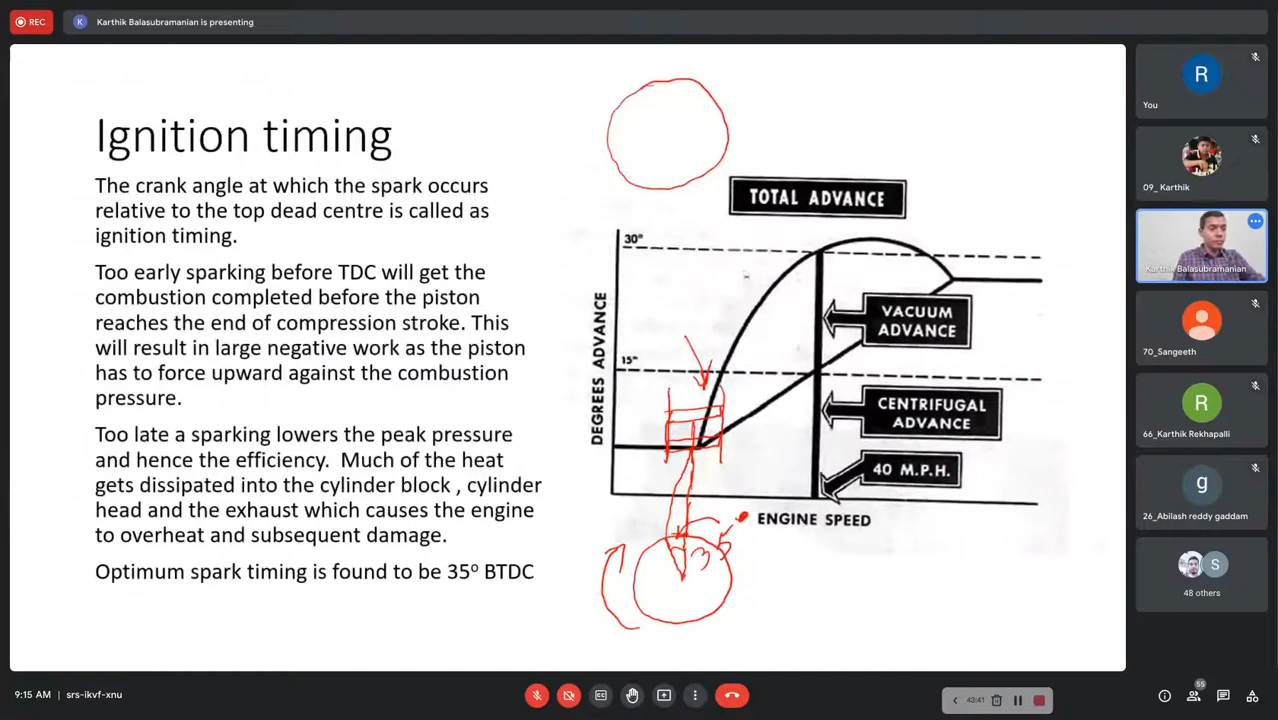 REC
K
Karthik Balasubramanian is presenting
Ignition timing
The crank angle at which the spark occurs
relative to the top dead centre is called as
ignition timing.
Too early sparking before TDC will get the
combustion completed before the piston
reaches the end of compression stroke. This
will result in large negative work as the piston
has to force upward against the combustion
pressure.
Too late a sparking lowers the peak pressure
and hence the efficiency.  Much of the heat
gets dissipated into the cylinder block , cylinder
head and the exhaust which causes the engine
to overheat and subsequent damage.
Optimum spark timing is found to be 35º BTDC
TOTAL ADVANCE
30°
15°
DEGREES ADVANCE
VACUUM
ADVANCE
CENTRIFUGAL
ADVANCE
40 M.P.H.
ENGINE SPEED
R
You
09_ Karthik
Karthik Balasubramanian
70_Sangeeth
K
66_Karthik Rekhapalli
g
26_Abilash reddy gaddam
S
48 others
9:15 AM | srs-ikvf-xnu
43:41
55